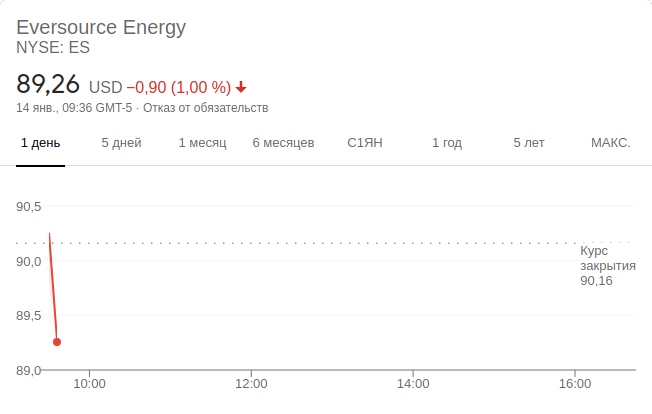 Eversource Energy
NYSE: ES
89,26 USD −0,90 (1,00 %)
14 янв., 09:36 GMT-5 · Отказ от обязательств
1 день 5 дней 1 месяц 6 месяцев С1ЯН 1 год 5 лет МАКС.
90,5
90,0
89,5
89,0
Курс
закрытия
90,16
10:00 12:00 14:00 16:00